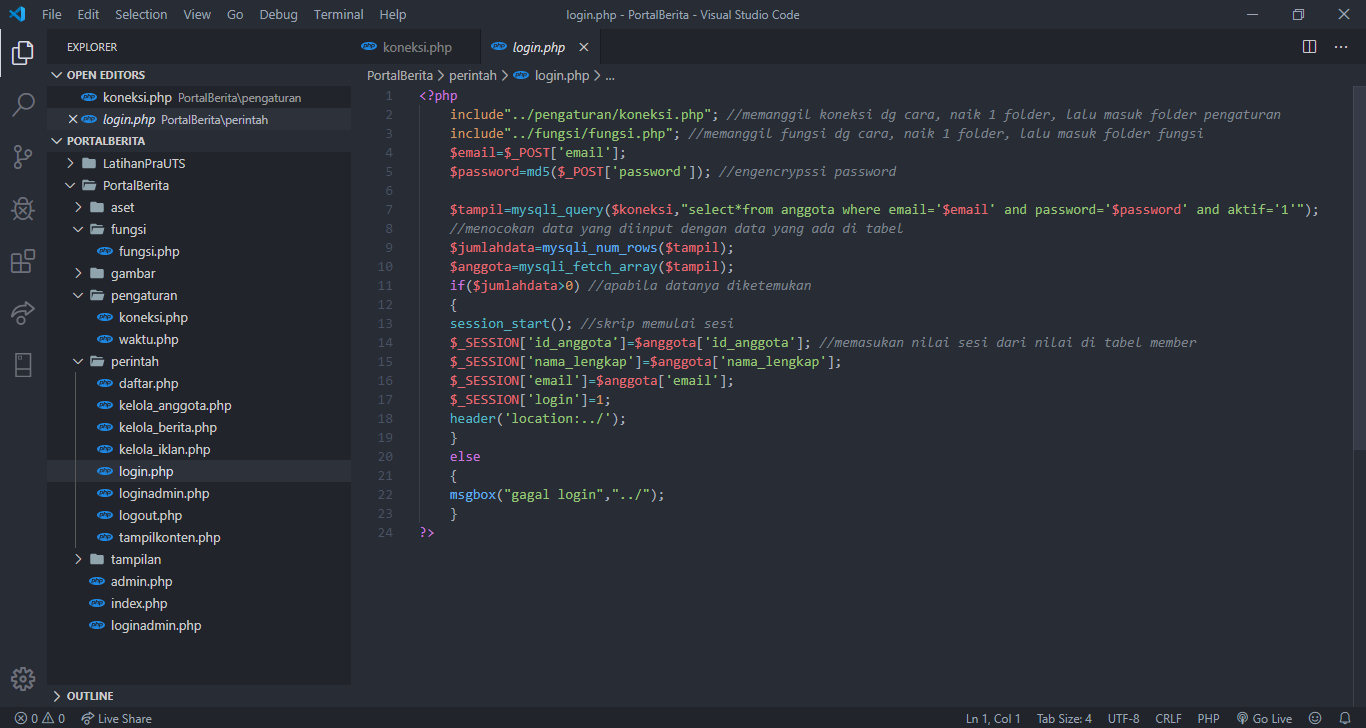 File Edit Selection View Go Debug Terminal Help
login.php - PortalBerita - Visual Studio Code
EXPLORER
OPEN EDITORS
koneksi.php PortalBerita\pengaturan
login.php PortalBerita\perintah
PORTALBERITA
LatihanPraUTS
PortalBerita
aset
fungsi
fungsi.php
gambar
pengaturan
koneksi.php
waktu.php
perintah
daftar.php
kelola_anggota.php
kelola_berita.php
kelola_iklan.php
login.php
loginadmin.php
logout.php
tampilkonten.php
tampilan
admin.php
index.php
loginadmin.php
OUTLINE
koneksi.php
login.php
PortalBerita > perintah > login.php > ...
1 <?php
2 include"../pengaturan/koneksi.php"; //memanggil koneksi dg cara, naik 1 folder, lalu masuk folder pengaturan
3 include"../fungsi/fungsi.php"; //memanggil fungsi dg cara, naik 1 folder, lalu masuk folder fungsi
4 $email=$_POST['email'];
5 $password=md5($_POST['password']); //engencrypssi password
6
7 $tampil=mysqli_query($koneksi,"select*from anggota where email='$email' and password='$password' and aktif='1'");
8 //menocokan data yang diinput dengan data yang ada di tabel
9 $jumlahdata=mysqli_num_rows($tampil);
10 $anggota=mysqli_fetch_array($tampil);
11 if($jumlahdata>0) //apabila datanya diketemukan
12 {
13 session_start(); //skrip memulai sesi
14 $_SESSION['id_anggota']=$anggota['id_anggota']; //memasukan nilai sesi dari nilai di tabel member
15 $_SESSION['nama_lengkap']=$anggota['nama_lengkap'];
16 $_SESSION['email']=$anggota['email'];
17 $_SESSION['login']=1;
18 header('location:../');
19 }
20 else
21 {
22 msgbox("gagal login","../");
23 }
24 ?>
0 0 Live Share
Ln 1, Col 1 Tab Size: 4 UTF-8 CRLF PHP Go Live